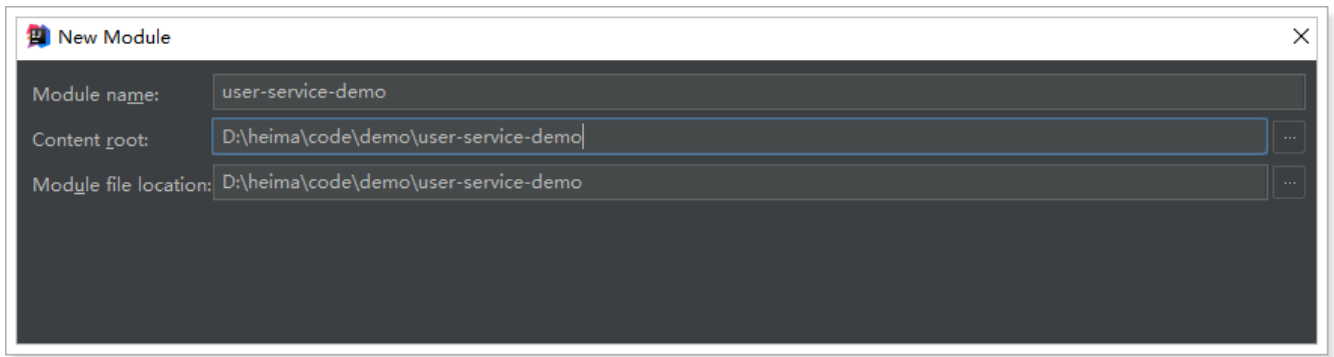 New Module
Module name: user-service-demo
Content root: D:\heima\code\demo\user-service-demo ...
Module file location: D:\heima\code\demo\user-service-demo ...